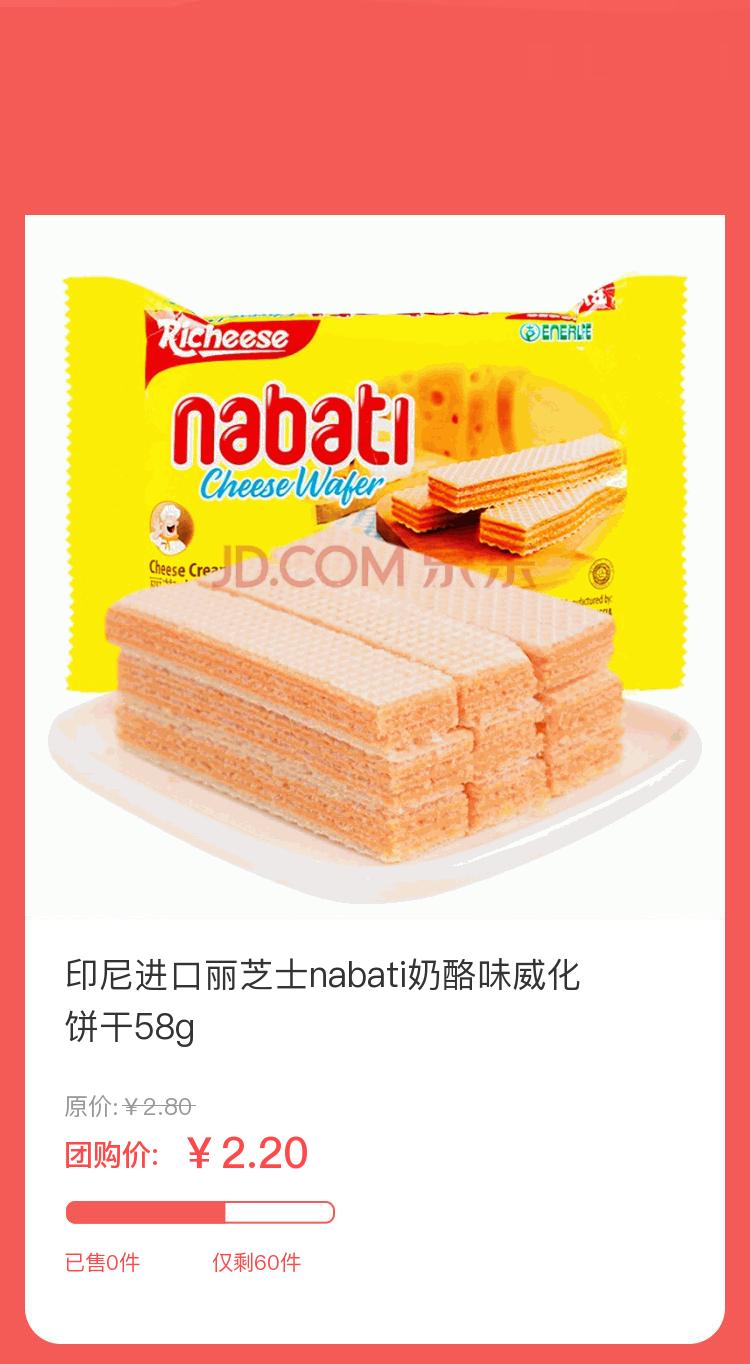 Richeese
ENERLIFE
nabati
Cheese Wafer
Cheese Crea
JD.COM 京东
印尼进口丽芝士nabati奶酪味威化
饼干58g
原价:￥2.80
团购价: ￥2.20
已售0件 仅剩60件